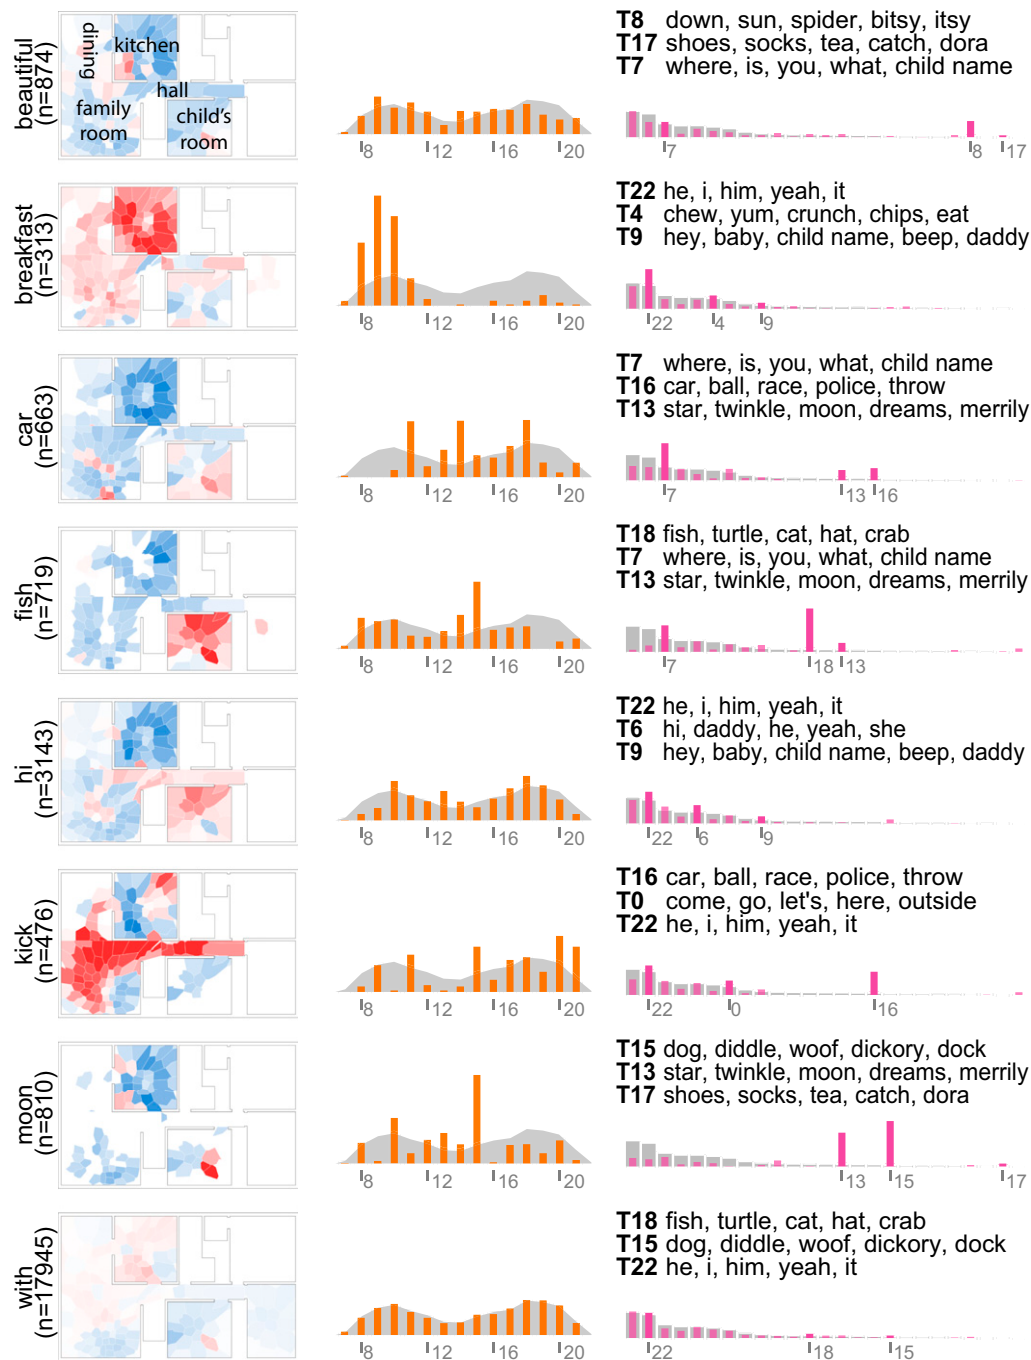 beautiful
(n=874)
dining
kitchen
hall
family
room
child's
room
8 12 16 20
T8 down, sun, spider, bitsy, itsy
T17 shoes, socks, tea, catch, dora
T7 where, is, you, what, child name
7 8 17
breakfast
(n=313)
8 12 16 20
T22 he, i, him, yeah, it
T4 chew, yum, crunch, chips, eat
T9 hey, baby, child name, beep, daddy
22 4 9
car
(n=663)
8 12 16 20
T7 where, is, you, what, child name
T16 car, ball, race, police, throw
T13 star, twinkle, moon, dreams, merrily
7 13 16
fish
(n=719)
8 12 16 20
T18 fish, turtle, cat, hat, crab
T7 where, is, you, what, child name
T13 star, twinkle, moon, dreams, merrily
7 18 13
hi
(n=3143)
8 12 16 20
T22 he, i, him, yeah, it
T6 hi, daddy, he, yeah, she
T9 hey, baby, child name, beep, daddy
22 6 9
kick
(n=476)
8 12 16 20
T16 car, ball, race, police, throw
T0 come, go, let's, here, outside
T22 he, i, him, yeah, it
22 0 16
moon
(n=810)
8 12 16 20
T15 dog, diddle, woof, dickory, dock
T13 star, twinkle, moon, dreams, merrily
T17 shoes, socks, tea, catch, dora
13 15 17
with
(n=17945)
8 12 16 20
T18 fish, turtle, cat, hat, crab
T15 dog, diddle, woof, dickory, dock
T22 he, i, him, yeah, it
22 18 15